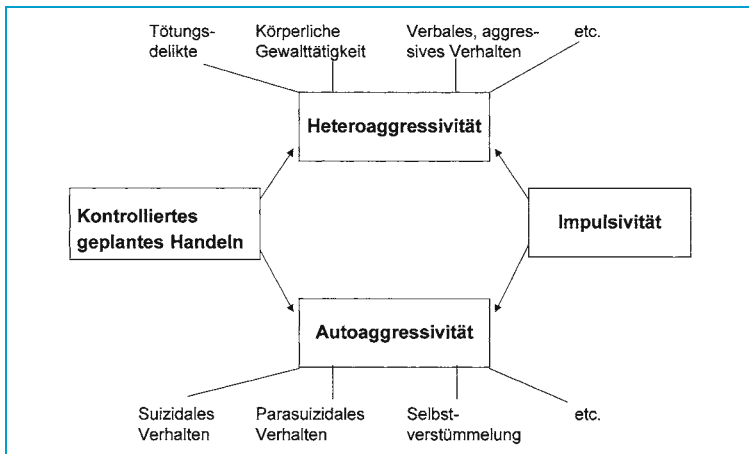 Tötungs-
delikte
Körperliche
Gewalttätigkeit
Verbales, aggres-
sives Verhalten
etc.
Heteroaggressivität
Kontrolliertes
geplantes Handeln
Impulsivität
Autoaggressivität
Suizidales
Verhalten
Parasuizidales
Verhalten
Selbst-
verstümmelung
etc.